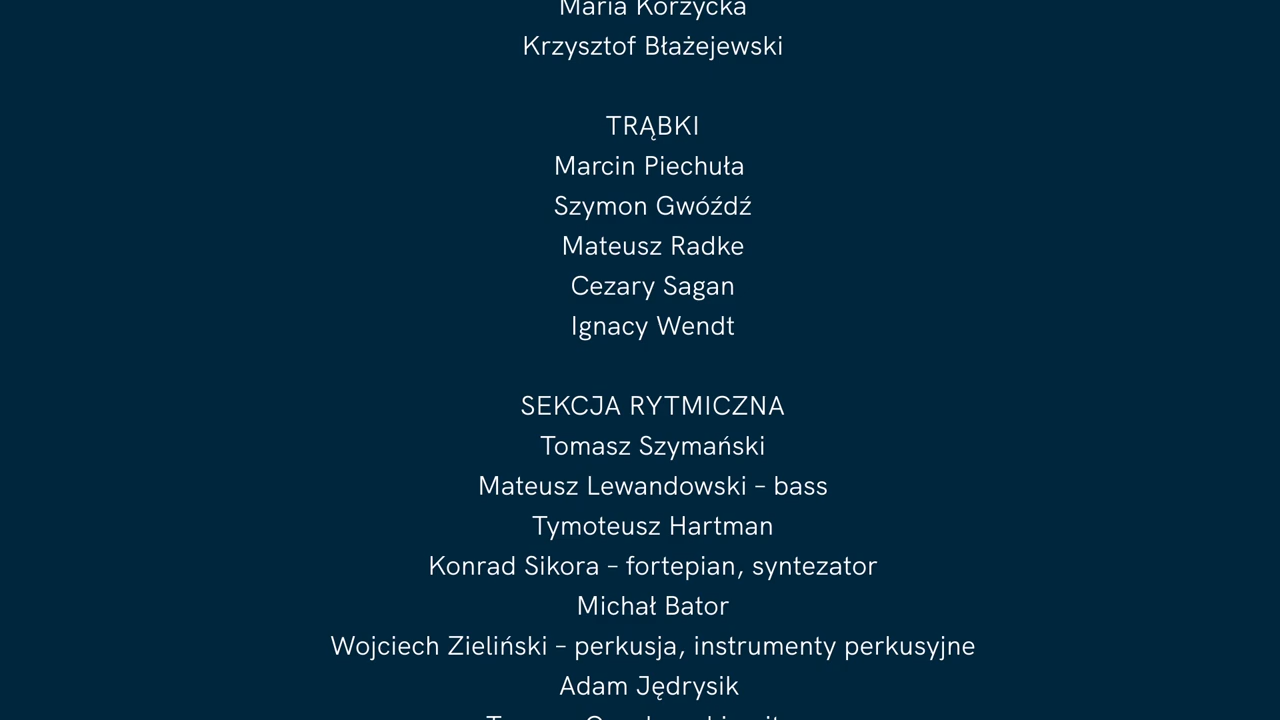 Maria Korzycka
Krzysztof Błażejewski
TRĄBKI
Marcin Piechuła
Szymon Gwóźdź
Mateusz Radke
Cezary Sagan
Ignacy Wendt
SEKCJA RYTMICZNA
Tomasz Szymański
Mateusz Lewandowski – bass
Tymoteusz Hartman
Konrad Sikora – fortepian, syntezator
Michał Bator
Wojciech Zieliński – perkusja, instrumenty perkusyjne
Adam Jędrysik